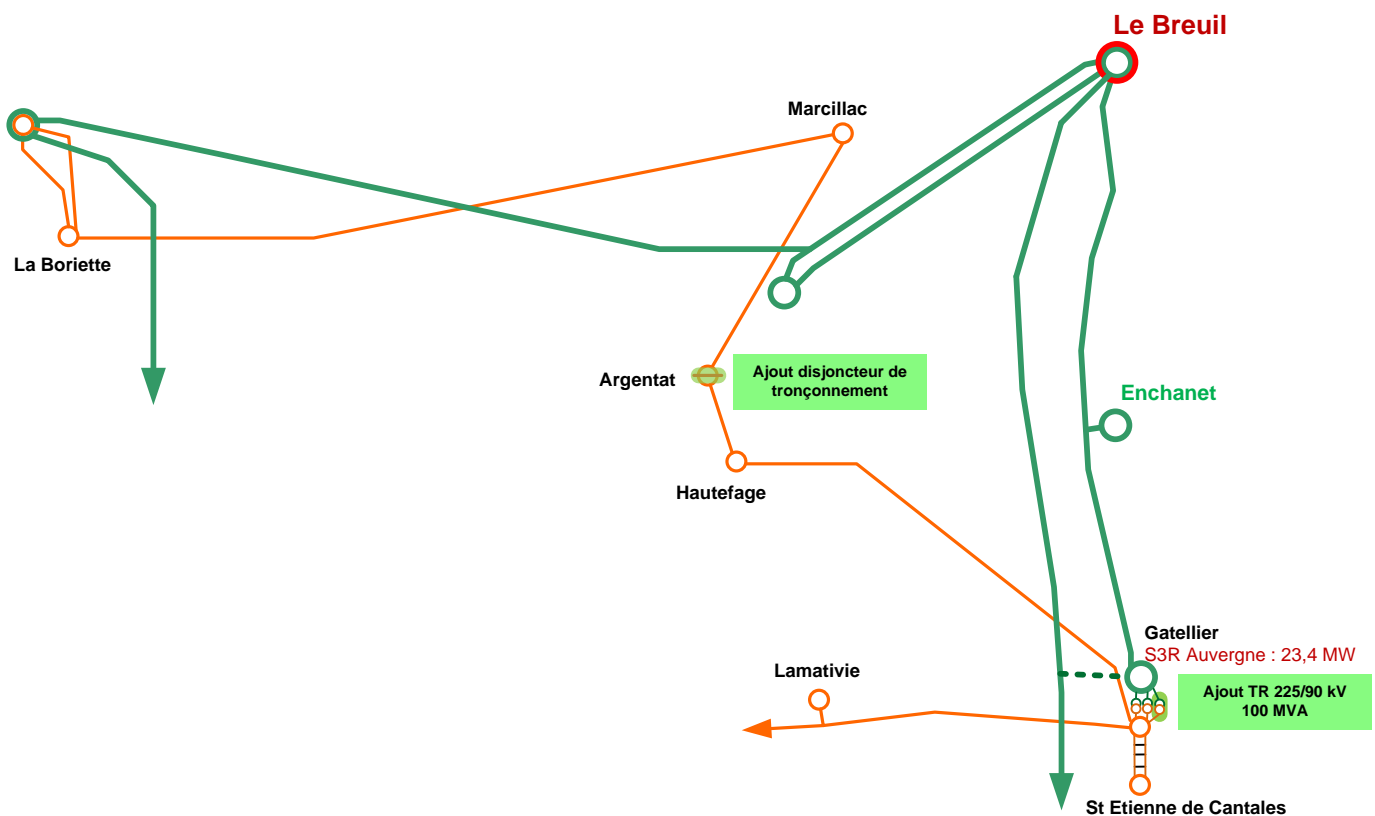 Le Breuil
Marcillac
La Boriette
Argentat
Ajout disjoncteur de
tronçonnement
Enchanet
Hautefage
Gatellier
S3R Auvergne : 23,4 MW
Lamativie
Ajout TR 225/90 kV
100 MVA
St Etienne de Cantales